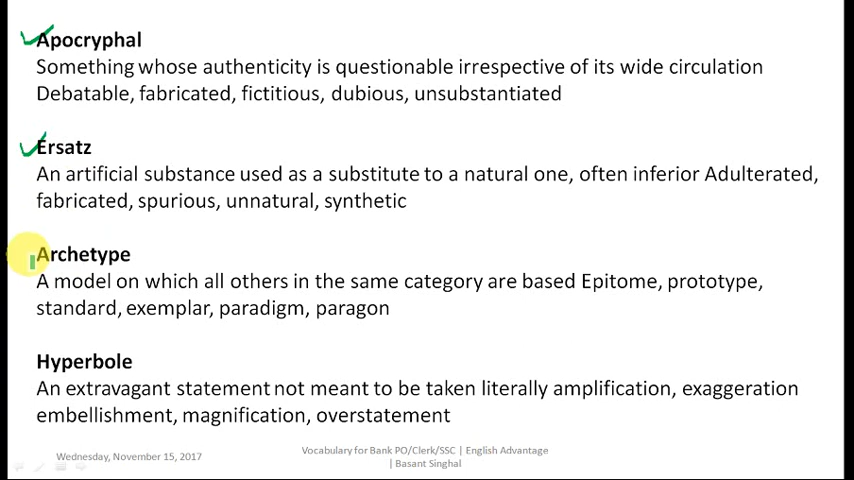 Apocryphal
Something whose authenticity is questionable irrespective of its wide circulation
Debatable, fabricated, fictitious, dubious, unsubstantiated
Ersatz
An artificial substance used as a substitute to a natural one, often inferior Adulterated,
fabricated, spurious, unnatural, synthetic
Archetype
A model on which all others in the same category are based Epitome, prototype,
standard, exemplar, paradigm, paragon
Hyperbole
An extravagant statement not meant to be taken literally amplification, exaggeration
embellishment, magnification, overstatement
Wednesday, November 15, 2017
Vocabulary for Bank PO/Clerk/SSC | English Advantage
| Basant Singhal